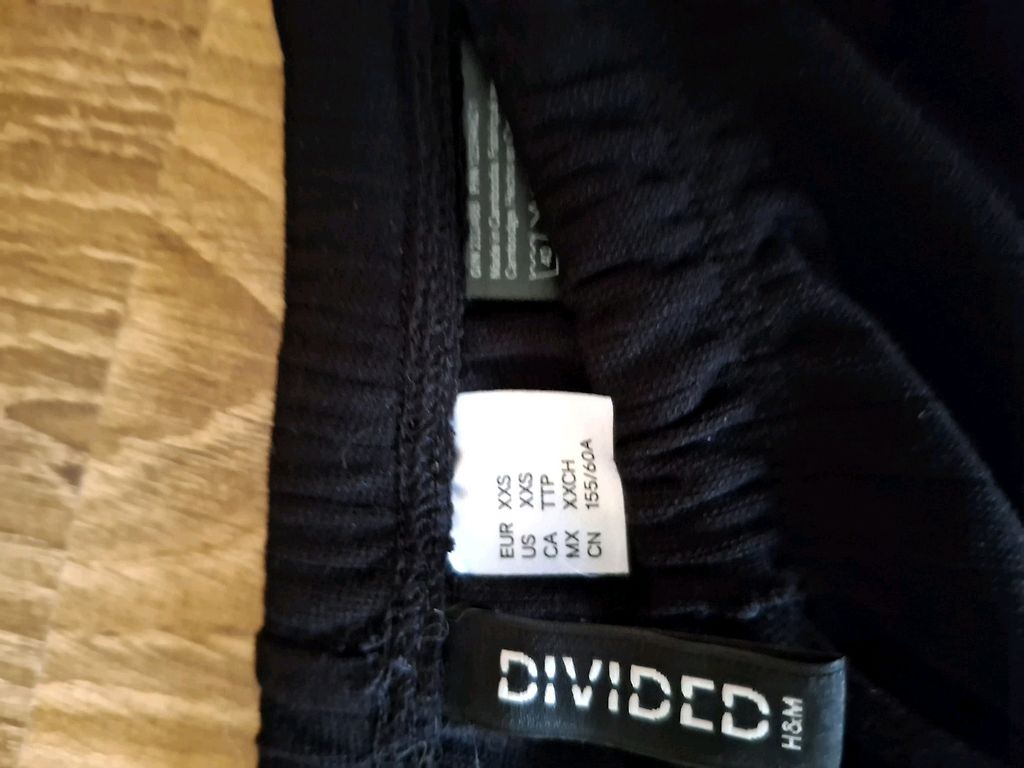 EUR XXS
US XXS
CA TTP
MX XXCH
CN 155/60A
DIVIDED
H&M